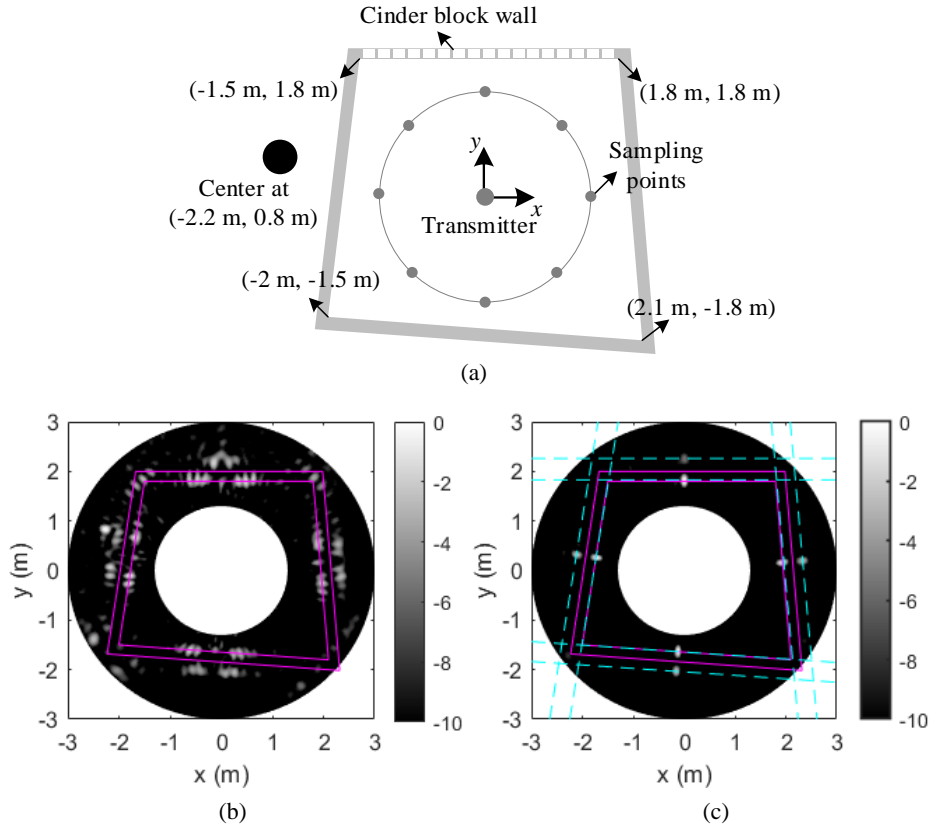 Cinder block wall
(-1.5 m, 1.8 m)
(1.8 m, 1.8 m)
y
Sampling
points
Center at
(-2.2 m, 0.8 m)
x
Transmitter
(-2 m, -1.5 m)
(2.1 m, -1.8 m)
(a)
3
2
1
0
-1
-2
-3
y (m)
-3 -2 -1 0 1 2 3
x (m)
0
-2
-4
-6
-8
-10
(b)
3
2
1
0
-1
-2
-3
y (m)
-3 -2 -1 0 1 2 3
x (m)
0
-2
-4
-6
-8
-10
(c)